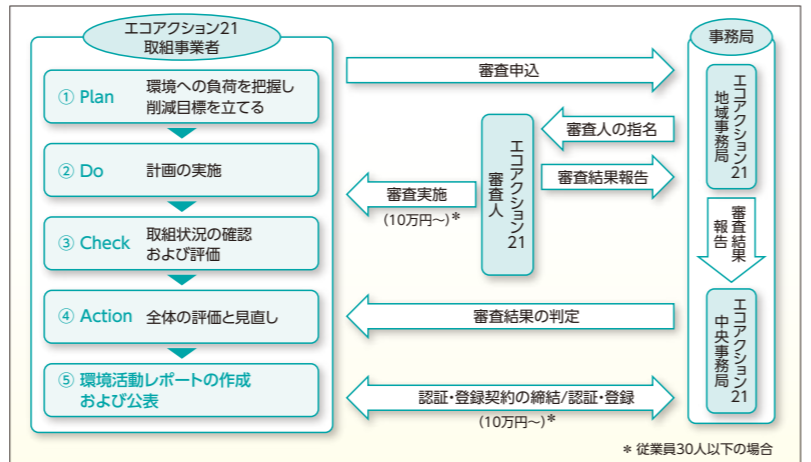 エコアクション21
取組事業者
① Plan
環境への負荷を把握し
削減目標を立てる
② Do
計画の実施
③ Check
取組状況の確認
および評価
④ Action
全体の評価と見直し
⑤ 環境活動レポートの作成
および公表
審査申込
審査人の指名
審査結果報告
エコアクション21
審査人
審査実施
(10万円～)*
審査結果の判定
認証・登録契約の締結/認証・登録
(10万円～)*
事務局
エコアクション21
地域事務局
審査結果
報告
エコアクション21
中央事務局
* 従業員30人以下の場合